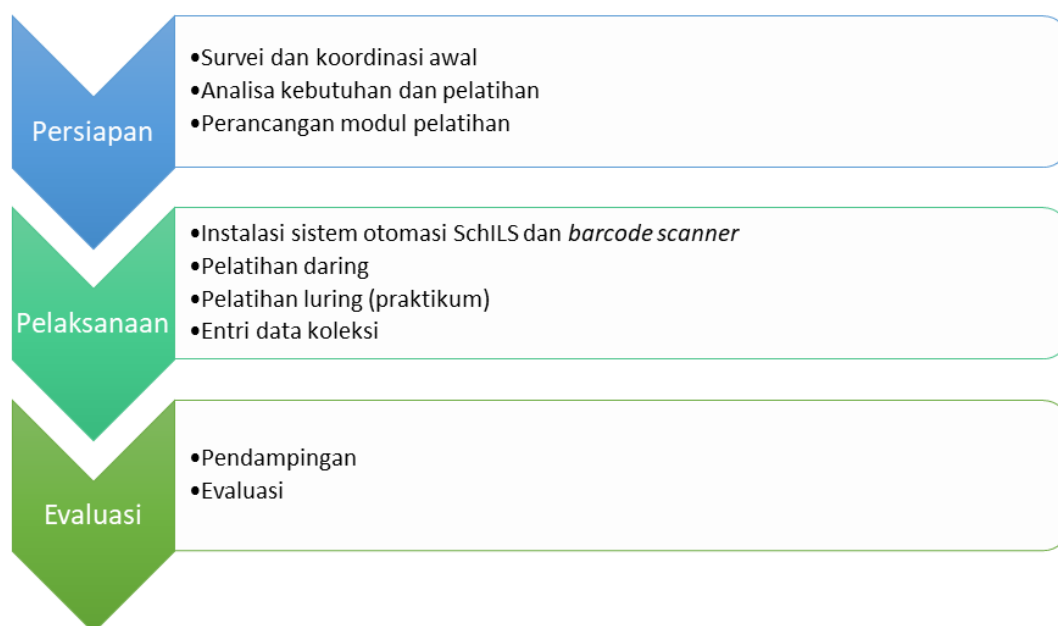 Persiapan
•Survei dan koordinasi awal
•Analisa kebutuhan dan pelatihan
•Perancangan modul pelatihan
Pelaksanaan
•Instalasi sistem otomasi SchILS dan barcode scanner
•Pelatihan daring
•Pelatihan luring (praktikum)
•Entri data koleksi
Evaluasi
•Pendampingan
•Evaluasi